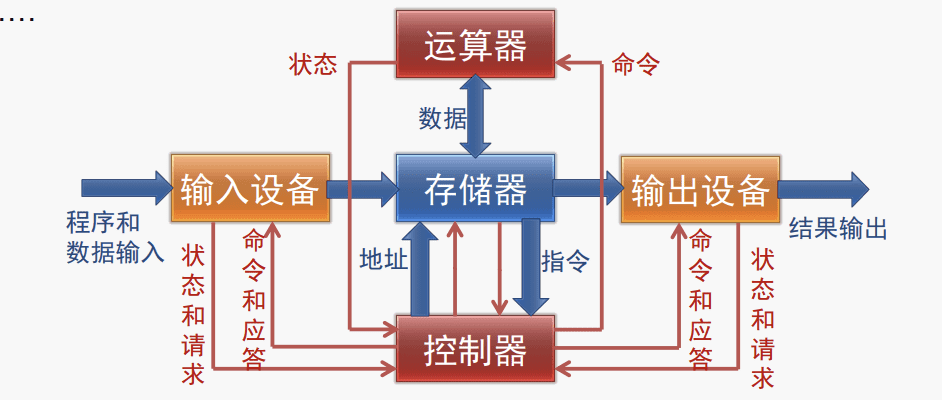 ....
运算器
状态
命令
数据
输入设备
存储器
输出设备
程序和
数据输入
结果输出
状态和请求
命令和应答
地址
指令
命令和应答
状态和请求
控制器